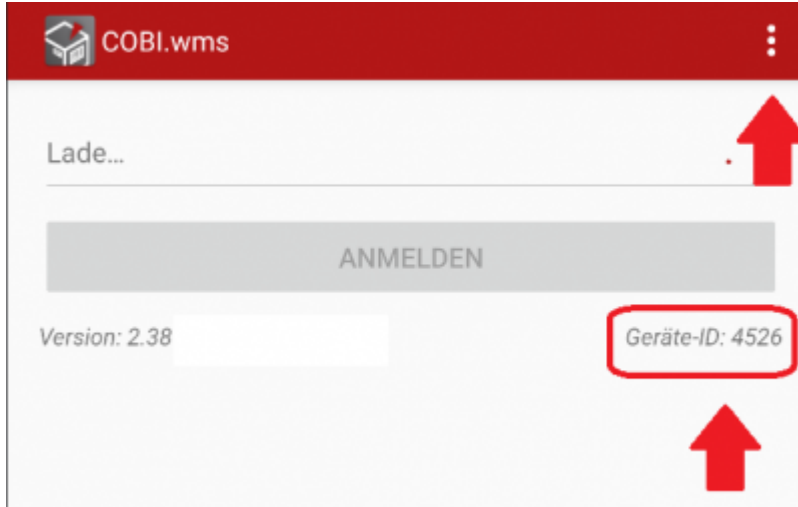 COBI.wms
Lade...
ANMELDEN
Version: 2.38
Geräte-ID: 4526